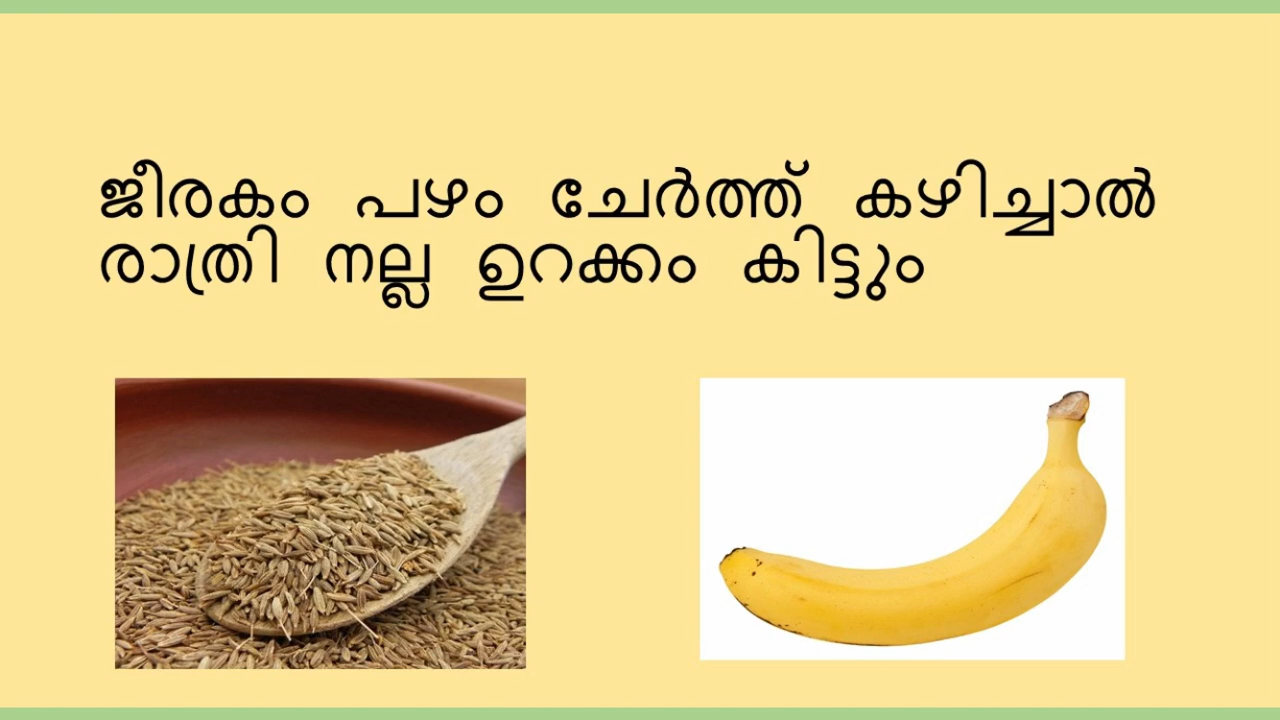 ജീരകം പഴം ചേർത്ത് കഴിച്ചാൽ
രാത്രി നല്ല ഉറക്കം കിട്ടും